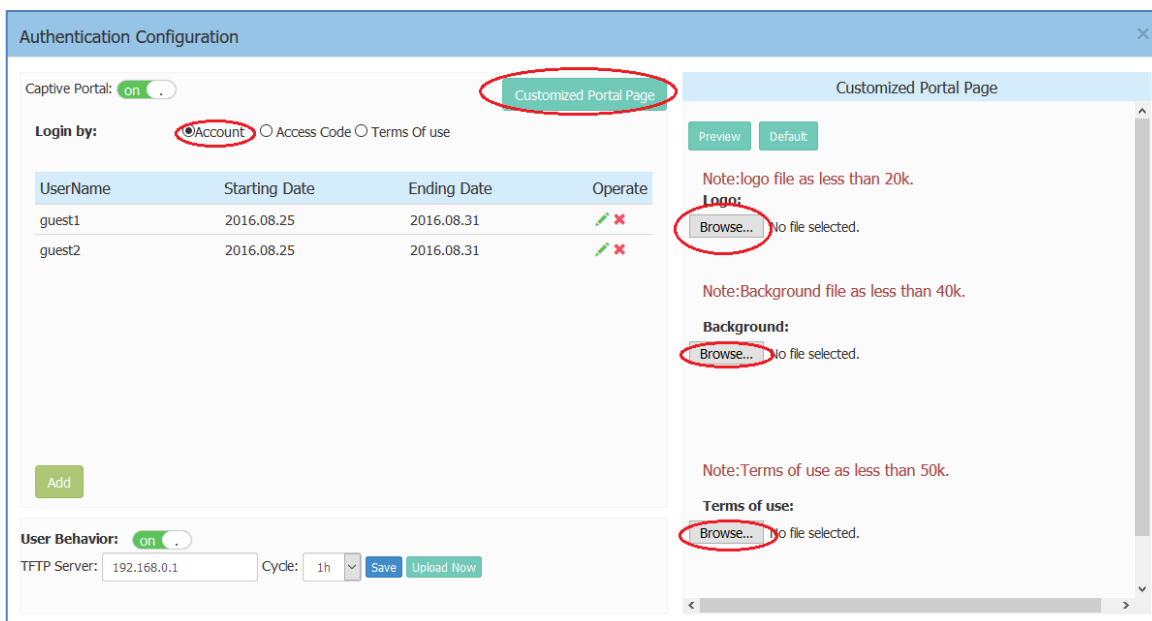 Authentication Configuration
Captive Portal: on .
Customized Portal Page
Login by: Account Access Code Terms Of use
UserName Starting Date Ending Date Operate
guest1 2016.08.25 2016.08.31
guest2 2016.08.25 2016.08.31
Add
User Behavior: on .
TFTP Server: 192.168.0.1 Cycle: 1h Save Upload Now
Customized Portal Page
Preview Default
Note:logo file as less than 20k.
Logo:
Browse... No file selected.
Note:Background file as less than 40k.
Background:
Browse... No file selected.
Note:Terms of use as less than 50k.
Terms of use:
Browse... No file selected.